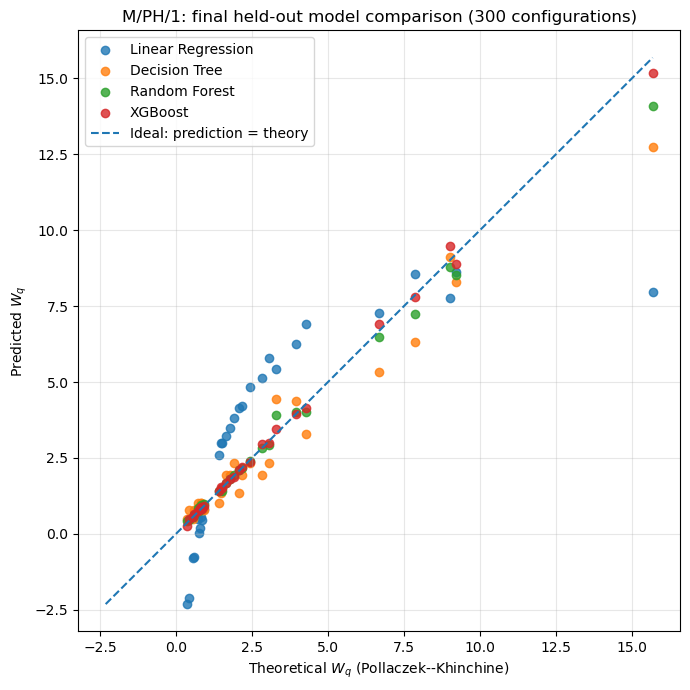 M/PH/1: final held-out model comparison (300 configurations)
Linear Regression
Decision Tree
Random Forest
XGBoost
Ideal: prediction = theory
Predicted $W_q$
15.0
12.5
10.0
7.5
5.0
2.5
0.0
−2.5
−2.5
0.0
2.5
5.0
7.5
10.0
12.5
15.0
Theoretical $W_q$ (Pollaczek--Khinchine)